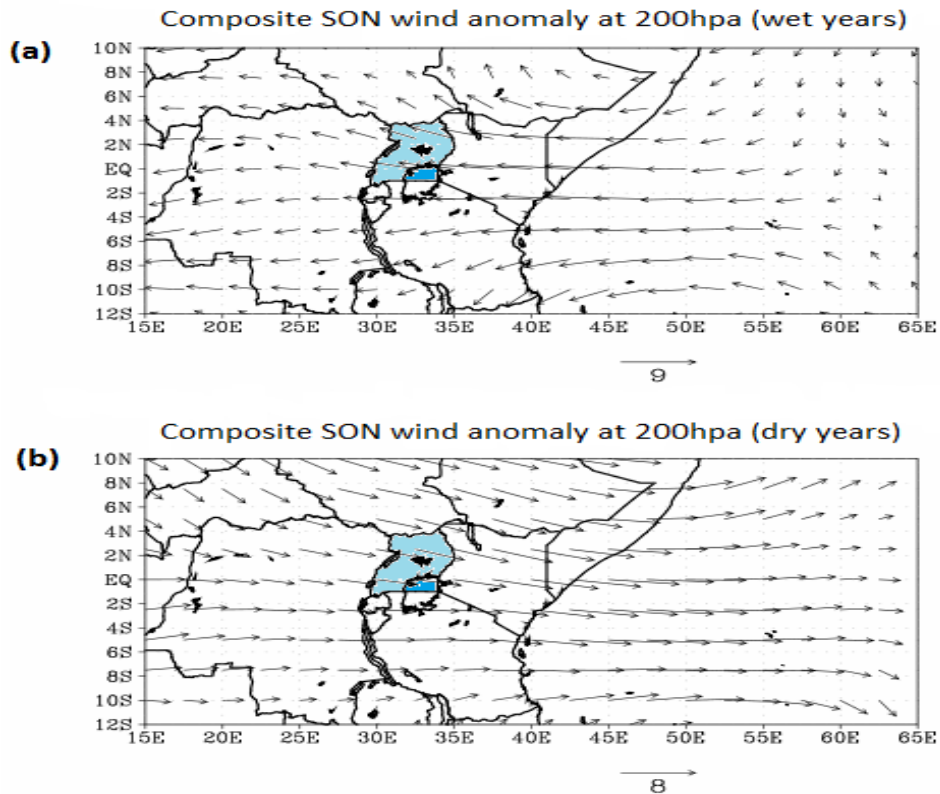 Composite SON wind anomaly at 200hpa (wet years)
(a)
10N
8N
6N
4N
2N
EQ
2S
4S
6S
8S
10S
12S
15E 20E 25E 30E 35E 40E 45E 50E 55E 60E 65E
9
Composite SON wind anomaly at 200hpa (dry years)
(b)
10N
8N
6N
4N
2N
EQ
2S
4S
6S
8S
10S
12S
15E 20E 25E 30E 35E 40E 45E 50E 55E 60E 65E
8